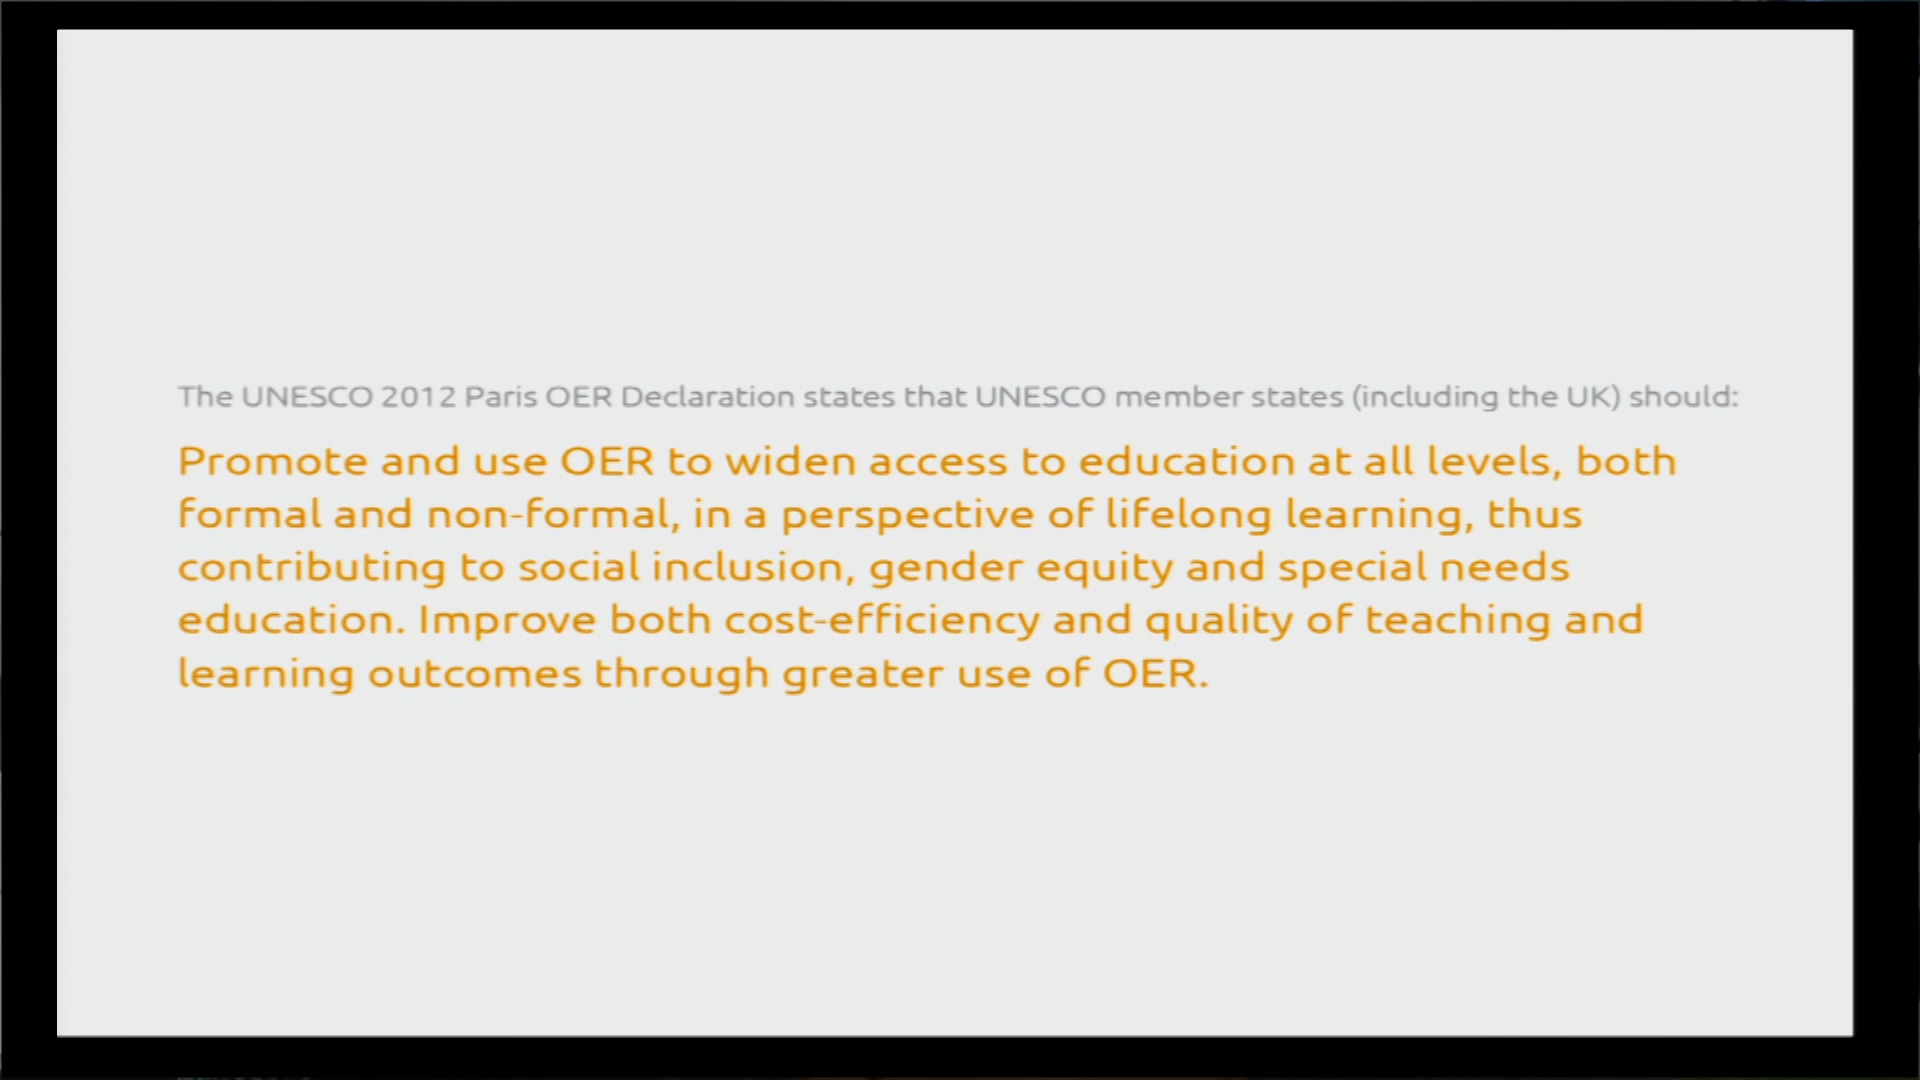 The UNESCO 2012 Paris OER Declaration states that UNESCO member states (including the UK) should:
Promote and use OER to widen access to education at all levels, both
formal and non-formal, in a perspective of lifelong learning, thus
contributing to social inclusion, gender equity and special needs
education. Improve both cost-efficiency and quality of teaching and
learning outcomes through greater use of OER.